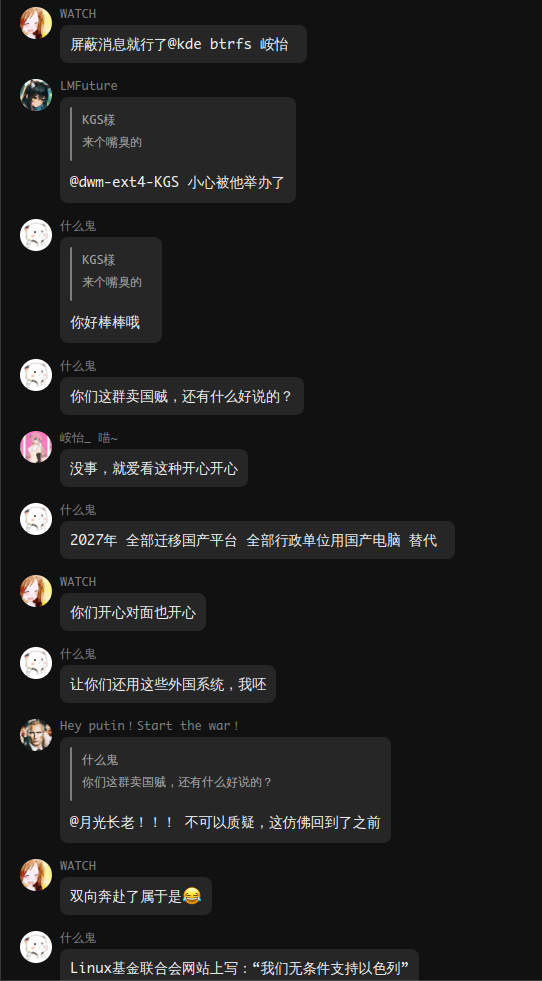 WATCH
屏蔽消息就行了@kde btrfs 峖怡
LMFuture
KGS様
来个嘴臭的
@dwm-ext4-KGS 小心被他举办了
什么鬼
KGS様
来个嘴臭的
你好棒棒哦
什么鬼
你们这群卖国贼，还有什么好说的？
峖怡_ 喵~
没事，就爱看这种开心开心
什么鬼
2027年 全部迁移国产平台 全部行政单位用国产电脑 替代
WATCH
你们开心对面也开心
什么鬼
让你们还用这些外国系统，我呸
Hey putin！Start the war！
什么鬼
你们这群卖国贼，还有什么好说的？
@月光长老！！！ 不可以质疑，这仿佛回到了之前
WATCH
双向奔赴了属于是😂
什么鬼
Linux基金联合会网站上写：“我们无条件支持以色列”